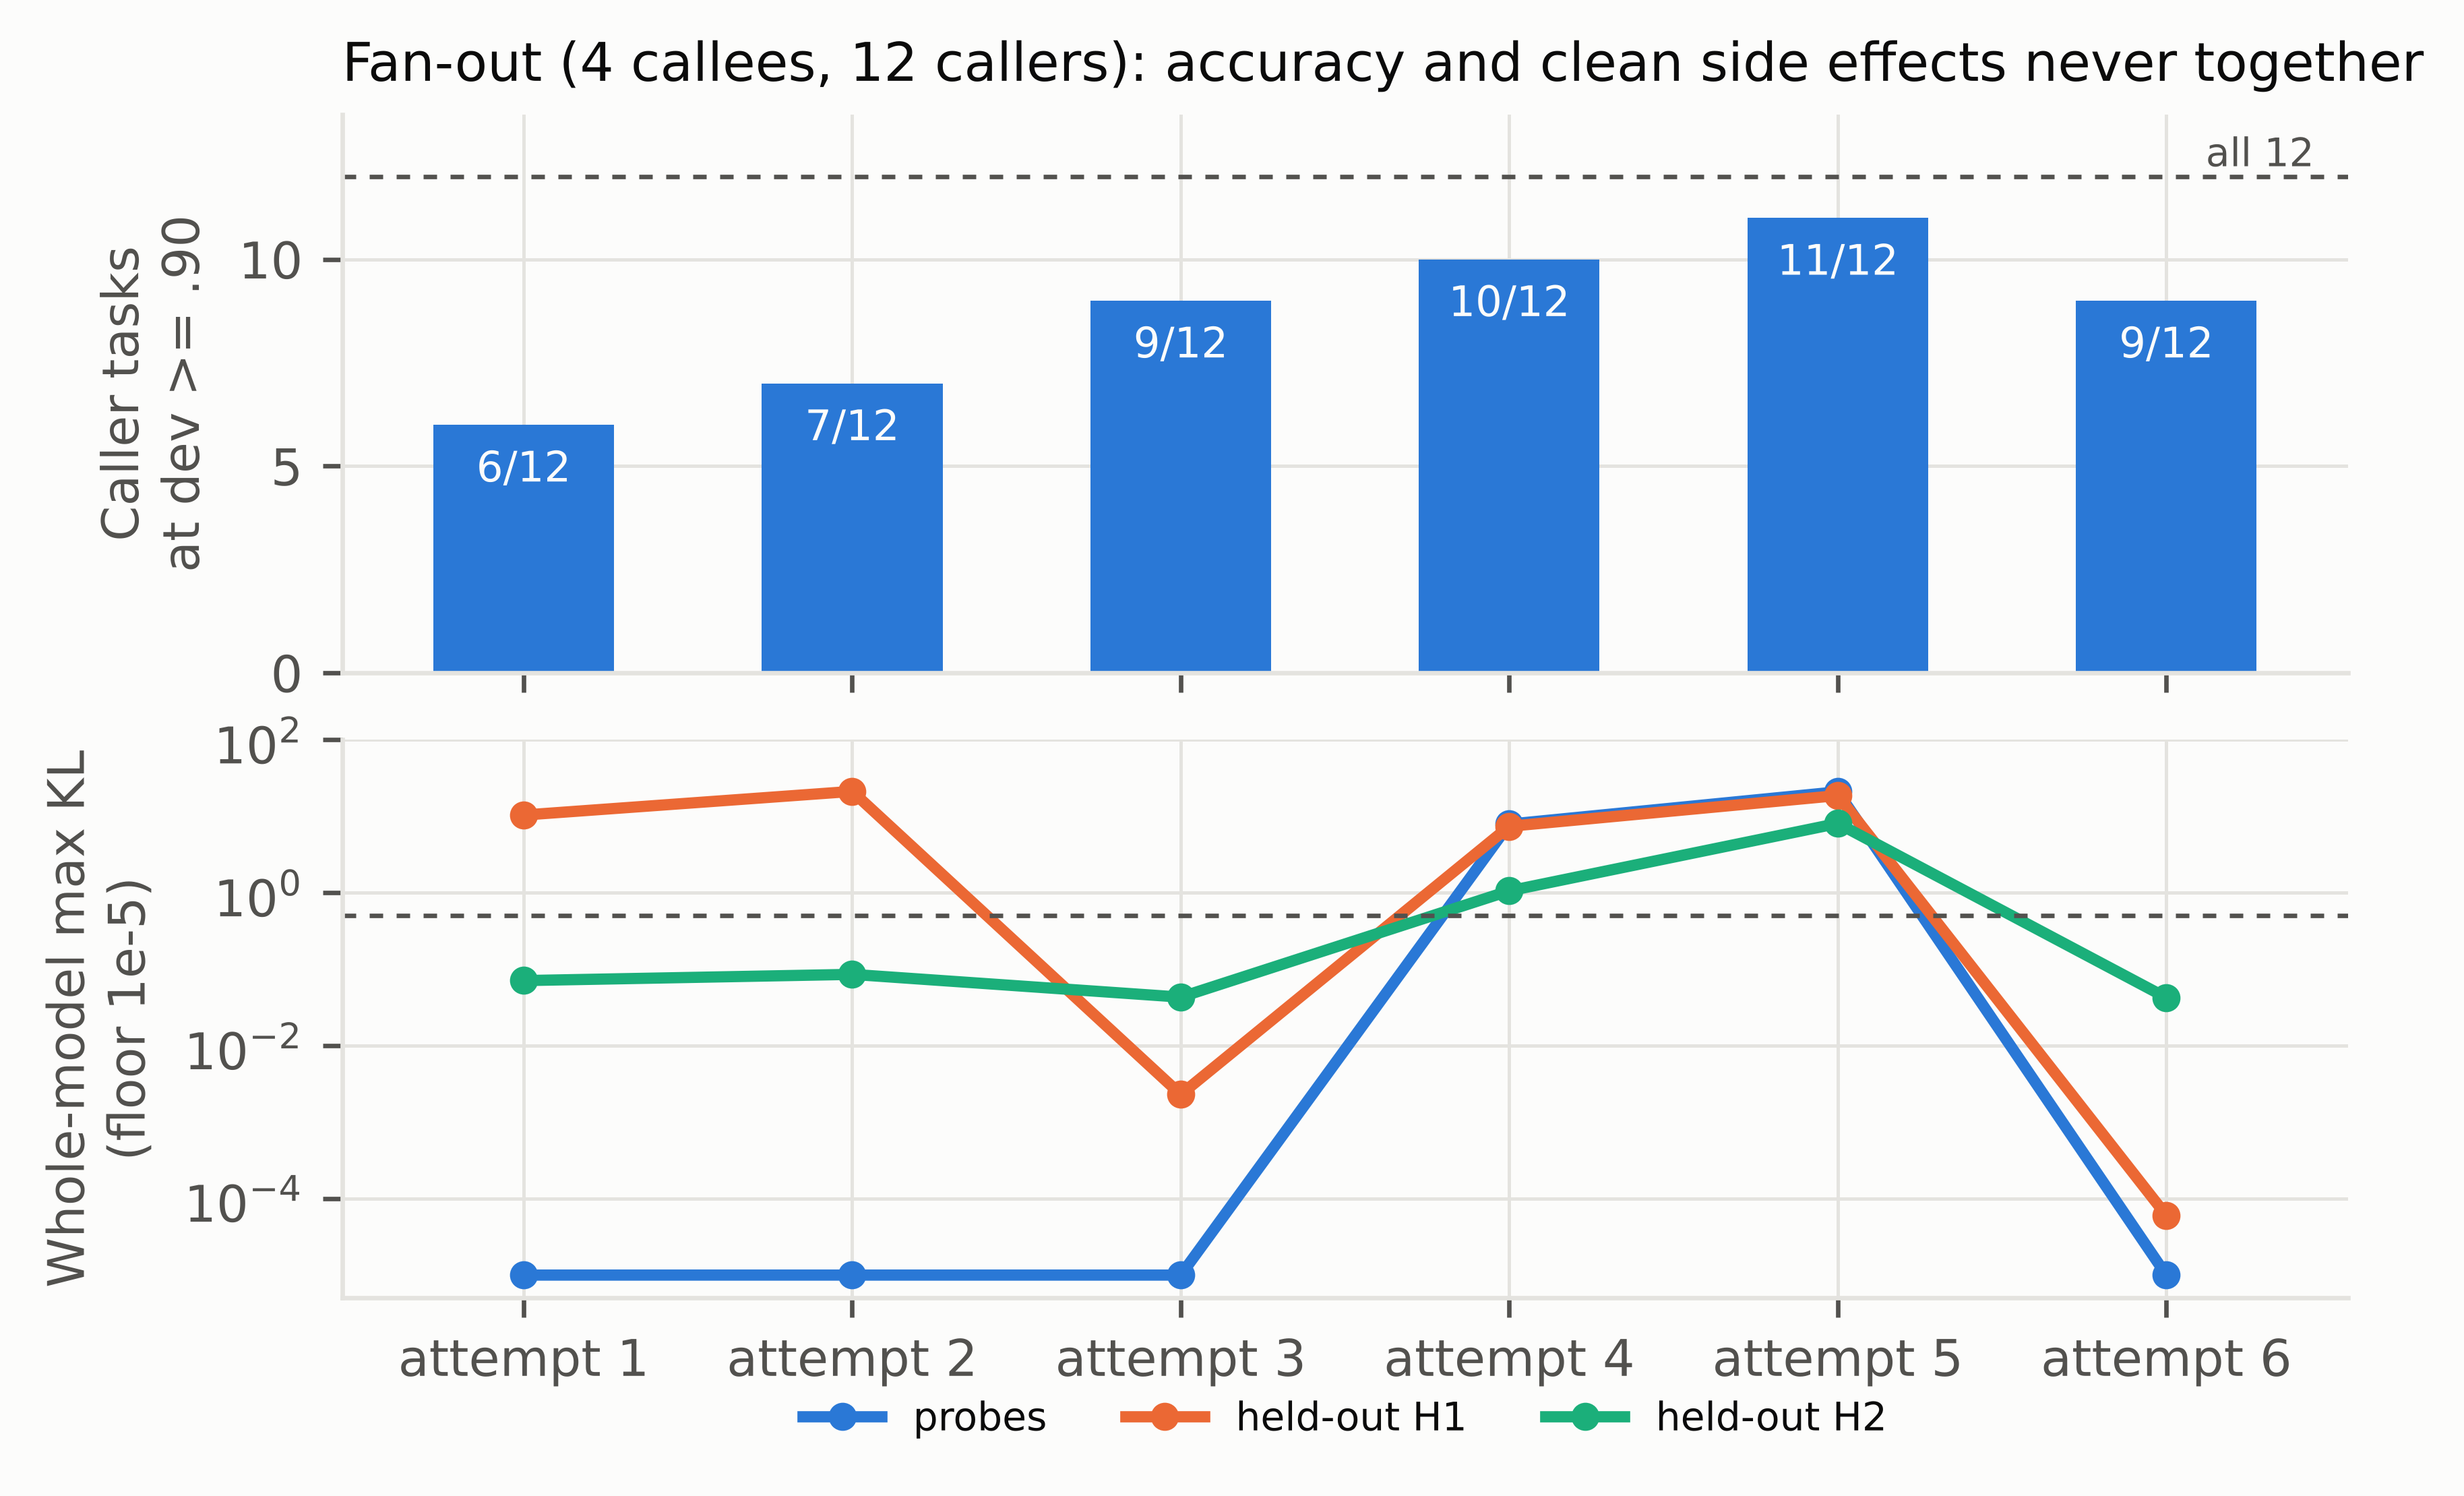 Fan-out (4 callees, 12 callers): accuracy and clean side effects never together
Caller tasks
at dev >= .90
10
5
0
all 12
6/12
7/12
9/12
10/12
11/12
9/12
Whole-model max KL
(floor 1e-5)
10²
10⁰
10⁻²
10⁻⁴
attempt 1
attempt 2
attempt 3
attempt 4
attempt 5
attempt 6
probes
held-out H1
held-out H2